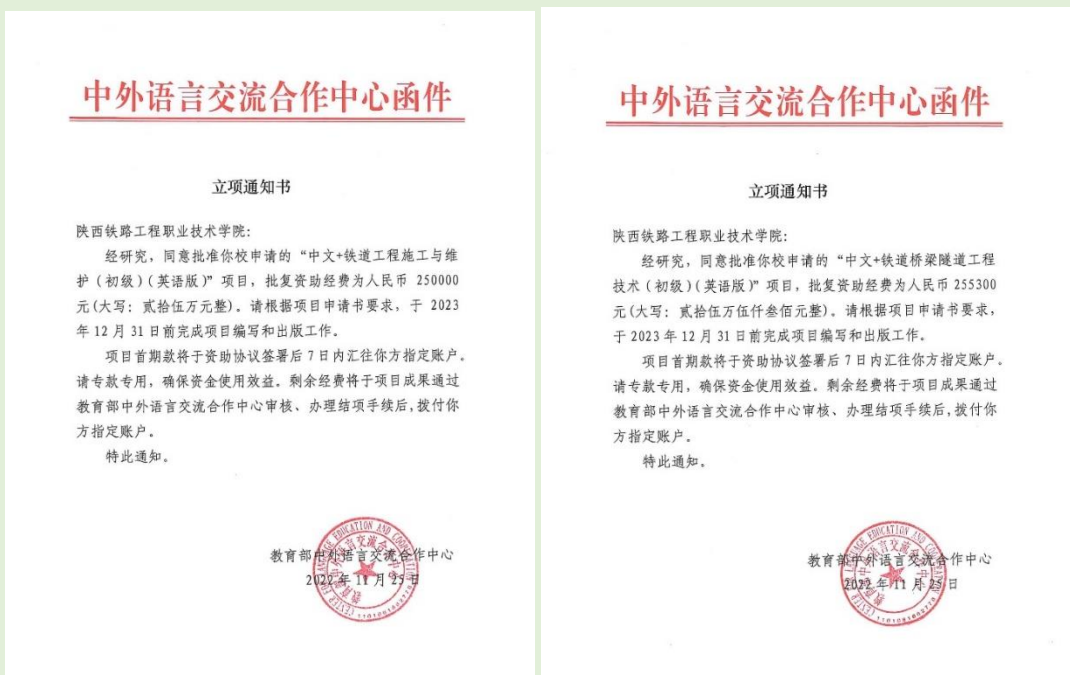 中外语言交流合作中心函件
立项通知书
陕西铁路工程职业技术学院：
经研究，同意批准你校申请的“中文+铁道工程施工与维
护（初级）（英语版）”项目，批复资助经费为人民币 250000
元(大写：贰拾伍万元整)。请根据项目申请书要求，于 2023
年 12 月 31 日前完成项目编写和出版工作。
项目首期款将于资助协议签署后 7 日内汇往你方指定账户。
请专款专用，确保资金使用效益。剩余经费将于项目成果通过
教育部中外语言交流合作中心审核、办理结项手续后，拨付你
方指定账户。
特此通知。
教育部中外语言交流合作中心
2022 年 11 月 25 日
中外语言交流合作中心函件
立项通知书
陕西铁路工程职业技术学院：
经研究，同意批准你校申请的“中文+铁道桥梁隧道工程
技术（初级）（英语版）”项目，批复资助经费为人民币 255300
元(大写：贰拾伍万伍仟叁佰元整)。请根据项目申请书要求，
于 2023 年 12 月 31 日前完成项目编写和出版工作。
项目首期款将于资助协议签署后 7 日内汇往你方指定账户。
请专款专用，确保资金使用效益。剩余经费将于项目成果通过
教育部中外语言交流合作中心审核、办理结项手续后，拨付你
方指定账户。
特此通知。
教育部中外语言交流合作中心
2022 年 11 月 25 日